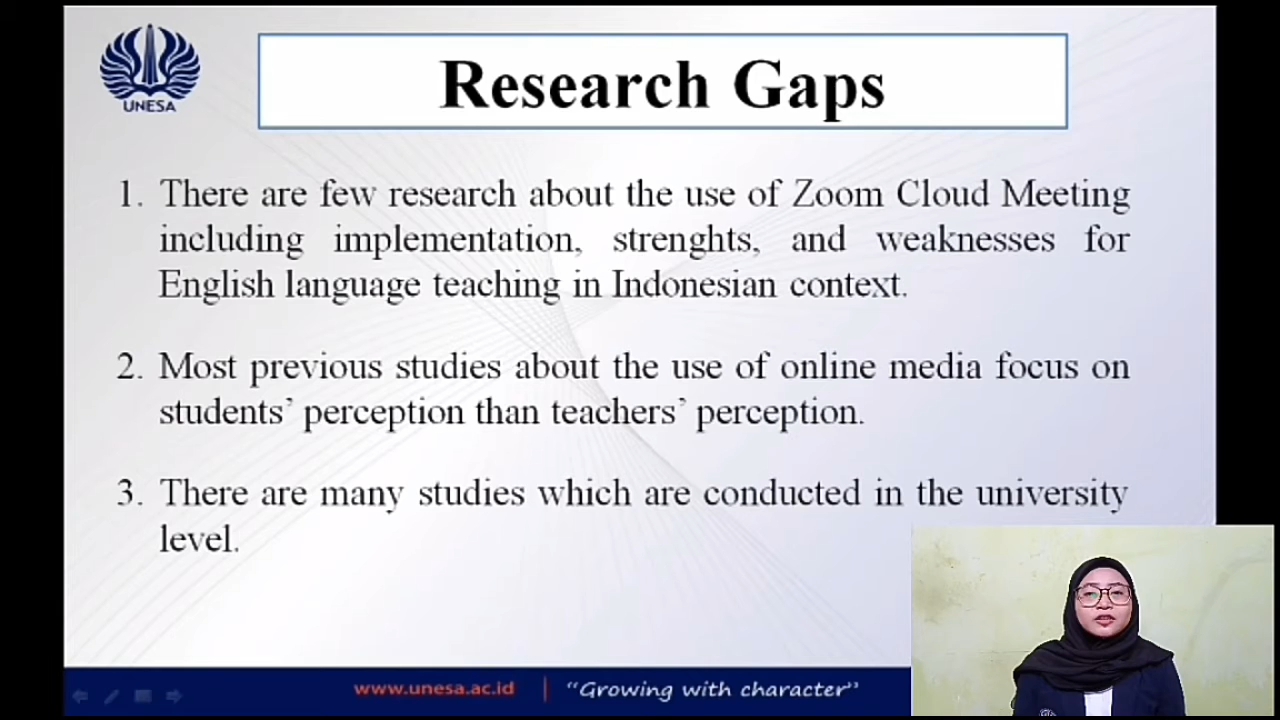 UNESA
Research Gaps
1. There are few research about the use of Zoom Cloud Meeting
including implementation, strenghts, and weaknesses for
English language teaching in Indonesian context.
2. Most previous studies about the use of online media focus on
students’ perception than teachers’ perception.
3. There are many studies which are conducted in the university
level.
www.unesa.ac.id | “Growing with character”